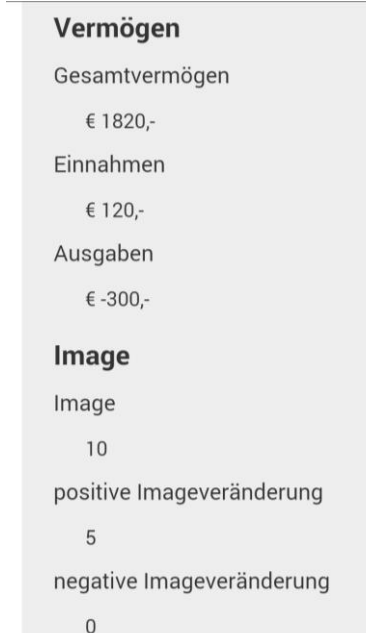 Vermögen
Gesamtvermögen
€ 1820,-
Einnahmen
€ 120,-
Ausgaben
€ -300,-
Image
Image
10
positive Imageveränderung
5
negative Imageveränderung
0